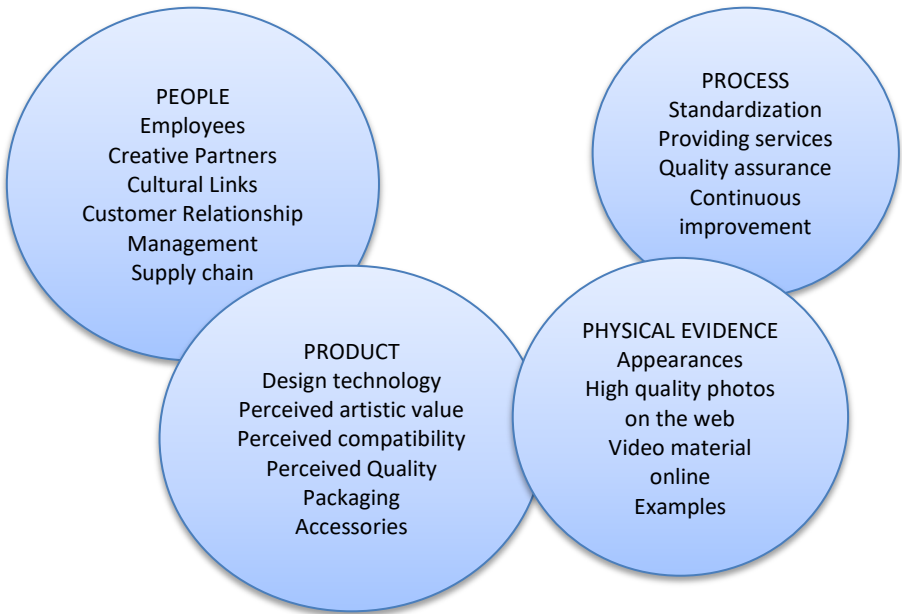 PEOPLE
Employees
Creative Partners
Cultural Links
Customer Relationship
Management
Supply chain
PROCESS
Standardization
Providing services
Quality assurance
Continuous
improvement
PRODUCT
Design technology
Perceived artistic value
Perceived compatibility
Perceived Quality
Packaging
Accessories
PHYSICAL EVIDENCE
Appearances
High quality photos
on the web
Video material
online
Examples